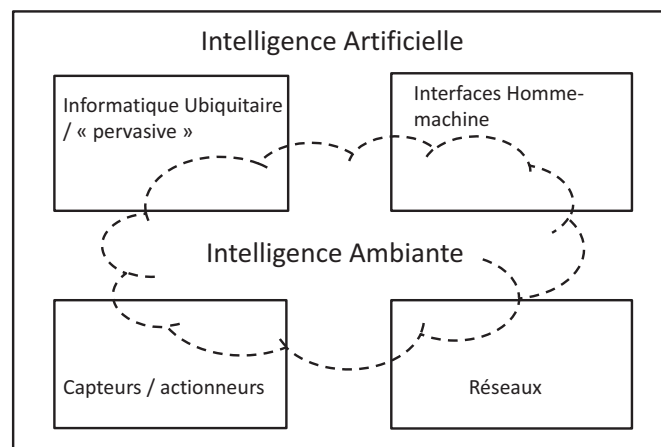 Intelligence Artificielle
Informatique Ubiquitaire
/ « pervasive »
Interfaces Homme-
machine
Intelligence Ambiante
Capteurs / actionneurs
Réseaux